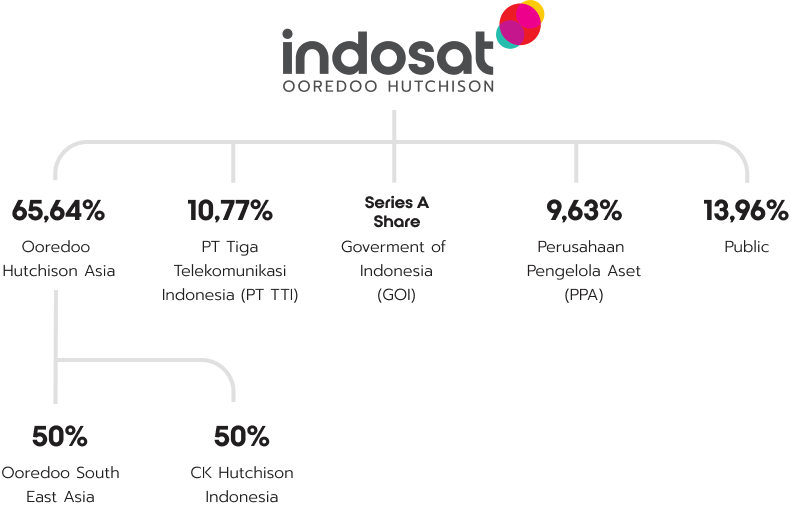 indosat
OOREDOO HUTCHISON
65,64%
Ooredoo
Hutchison Asia
10,77%
PT Tiga
Telekomunikasi
Indonesia (PT TTI)
Series A
Share
Goverment of
Indonesia
(GOI)
9,63%
Perusahaan
Pengelola Aset
(PPA)
13,96%
Public
50%
Ooredoo South
East Asia
50%
CK Hutchison
Indonesia